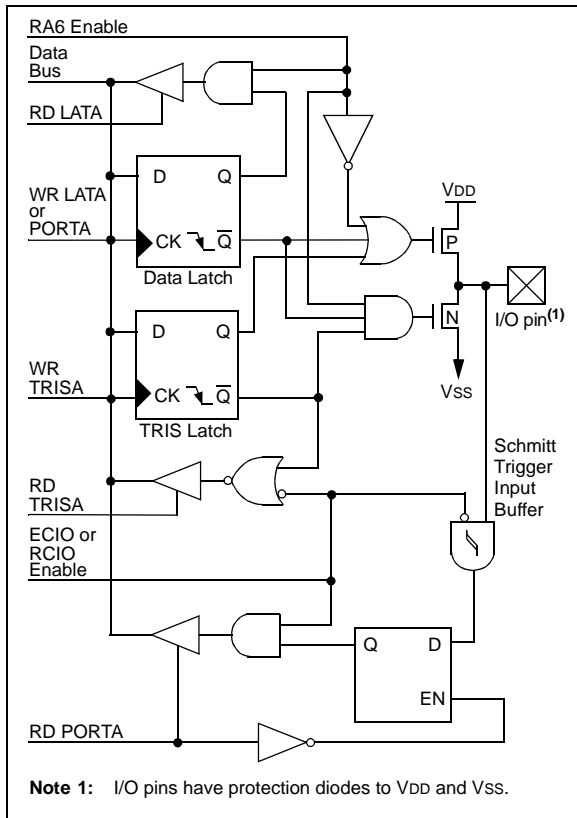 RA6 Enable
Data
Bus
RD LATA
WR LATA
or
PORTA
D
Q
CK
Q
Data Latch
VDD
P
I/O pin(1)
N
VSS
D
Q
WR
TRISA
CK
Q
TRIS Latch
RD
TRISA
Schmitt
Trigger
Input
Buffer
ECIO or
RCIO
Enable
Q
D
EN
RD PORTA
Note 1: I/O pins have protection diodes to VDD and VSS.